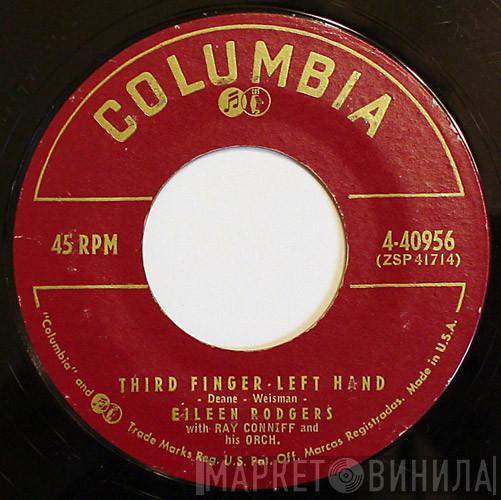 COLUMBIA
45 RPM
4-40956
(ZSP 41714)
THIRD FINGER - LEFT HAND
- Deane - Weisman -
EILEEN RODGERS
with RAY CONNIFF and
his ORCH.
"Columbia" and Trade Marks Reg. U.S. Pat. Off. Marcas Registradas. Made in U.S.A.
МАРКЕТ ВИНИЛА